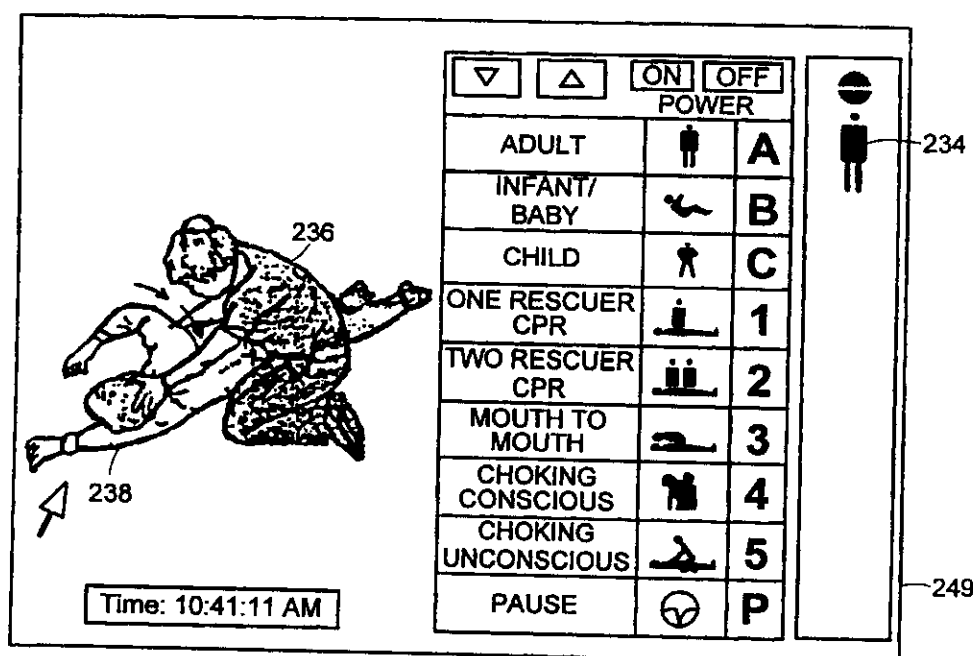 ON OFF
POWER
ADULT A
INFANT/
BABY B
CHILD C
ONE RESCUER
CPR 1
TWO RESCUER
CPR 2
MOUTH TO
MOUTH 3
CHOKING
CONSCIOUS 4
CHOKING
UNCONSCIOUS 5
PAUSE P
234
236
238
249
Time: 10:41:11 AM